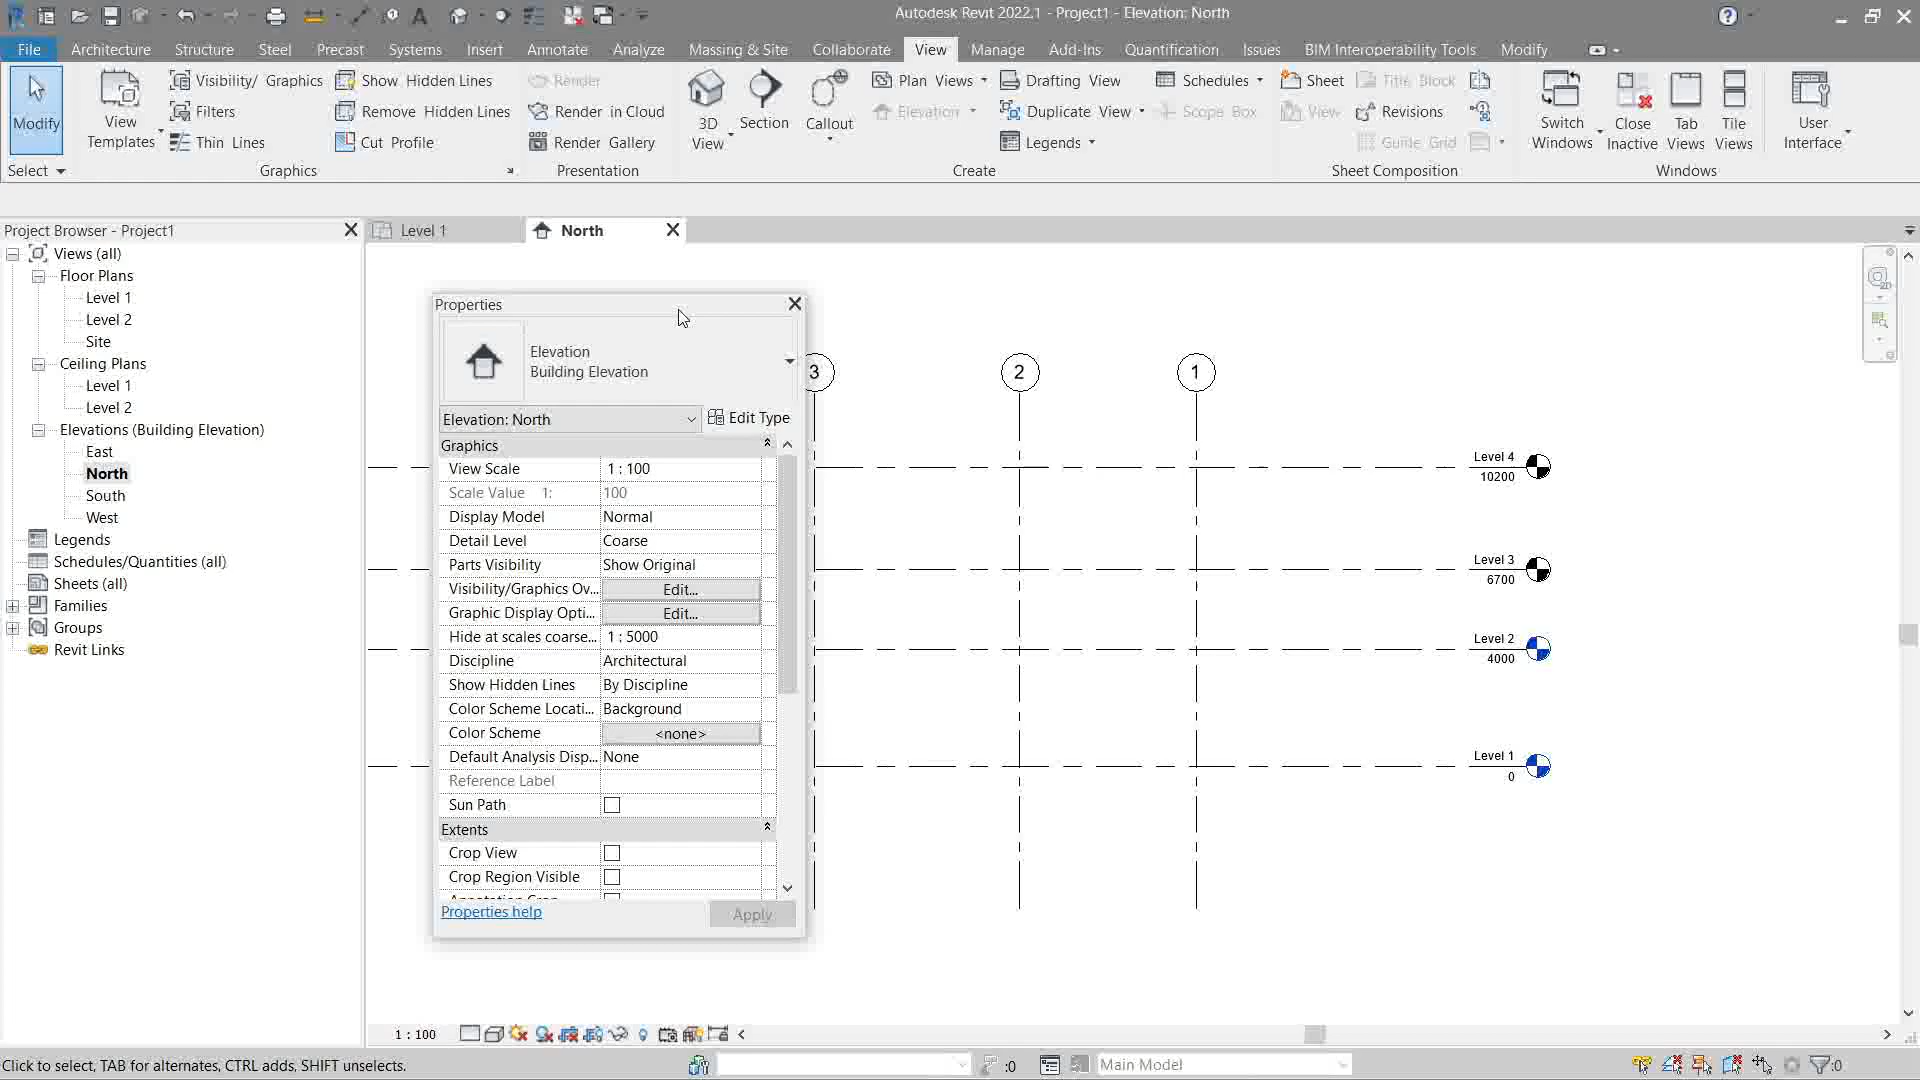 Autodesk Revit 2022.1 - Project1 - Elevation: North
File Architecture Structure Steel Precast Systems Insert Annotate Analyze Massing & Site Collaborate View Manage Add-Ins Quantification Issues BIM Interoperability Tools Modify
Modify
View
Templates
Visibility/ Graphics
Filters
Thin Lines
Show Hidden Lines
Remove Hidden Lines
Cut Profile
Render
Render in Cloud
Render Gallery
3D
View
Section
Callout
Plan Views
Elevation
Drafting View
Duplicate View
Legends
Schedules
Scope Box
Sheet
View
Title Block
Revisions
Guide Grid
Switch
Windows
Close
Inactive
Tab
Views
Tile
Views
User
Interface
Select Graphics Presentation Create Sheet Composition Windows
Project Browser - Project1
Views (all)
Floor Plans
Level 1
Level 2
Site
Ceiling Plans
Level 1
Level 2
Elevations (Building Elevation)
East
North
South
West
Legends
Schedules/Quantities (all)
Sheets (all)
Families
Groups
Revit Links
Level 1
North
Properties
Elevation
Building Elevation
Elevation: North
Edit Type
Graphics
View Scale 1 : 100
Scale Value 1: 100
Display Model Normal
Detail Level Coarse
Parts Visibility Show Original
Visibility/Graphics Ov... Edit...
Graphic Display Opti... Edit...
Hide at scales coarse... 1 : 5000
Discipline Architectural
Show Hidden Lines By Discipline
Color Scheme Locati... Background
Color Scheme <none>
Default Analysis Disp... None
Reference Label
Sun Path
Extents
Crop View
Crop Region Visible
Annotation Crop
Properties help
Apply
3 2 1
Level 4
10200
Level 3
6700
Level 2
4000
Level 1
0
1 : 100
Click to select, TAB for alternates, CTRL adds, SHIFT unselects.
:0
Main Model
:0